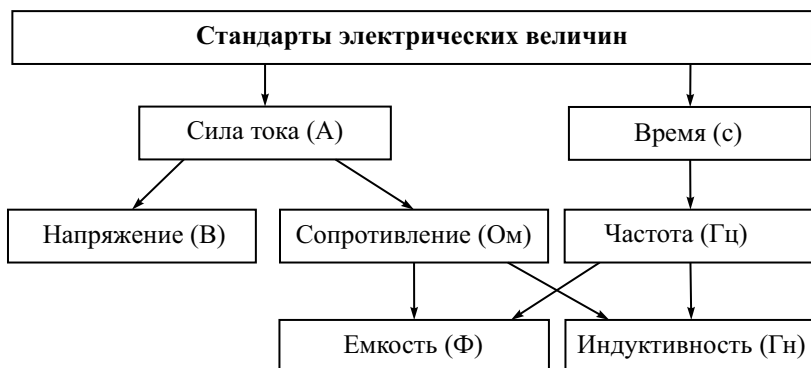 Стандарты электрических величин
Сила тока (А)
Время (с)
Напряжение (В)
Сопротивление (Ом)
Частота (Гц)
Емкость (Ф)
Индуктивность (Гн)